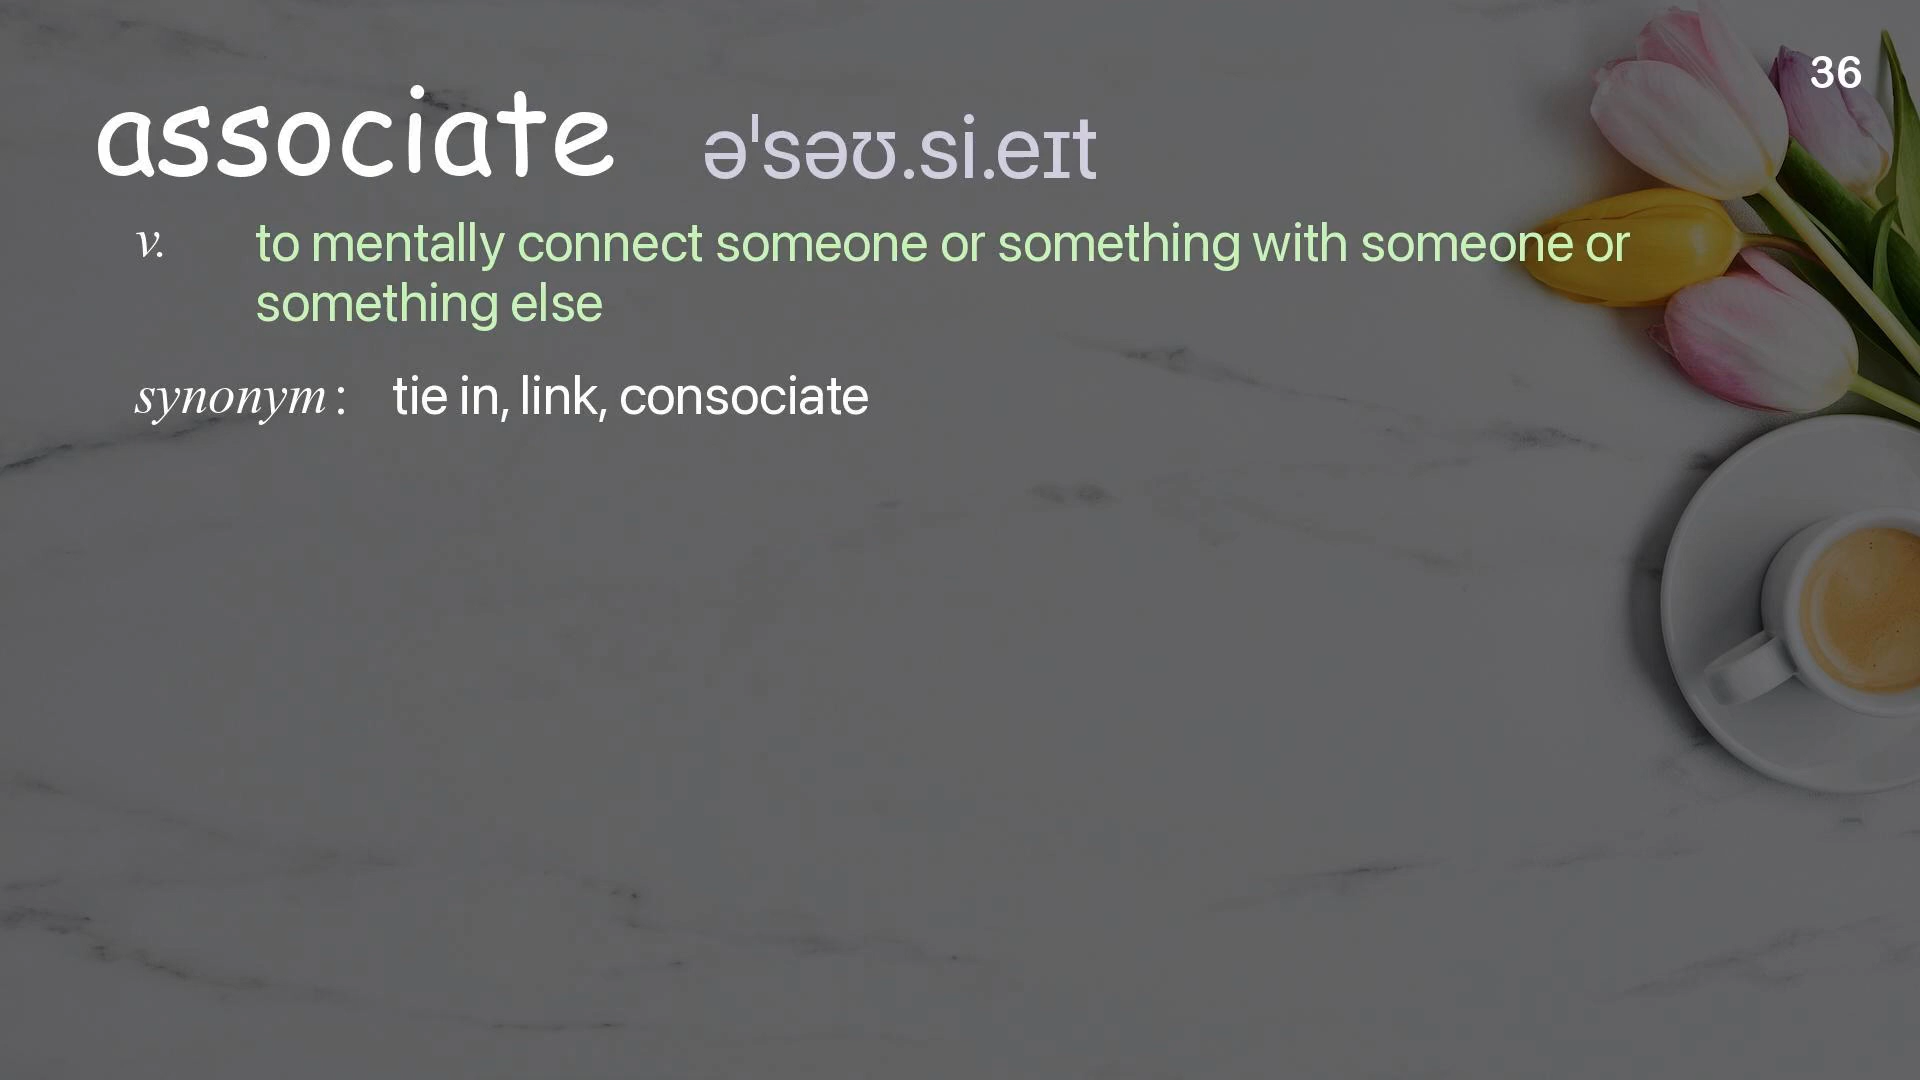 36
associate əˈsəʊ.si.eɪt
v. to mentally connect someone or something with someone or
something else
synonym : tie in, link, consociate